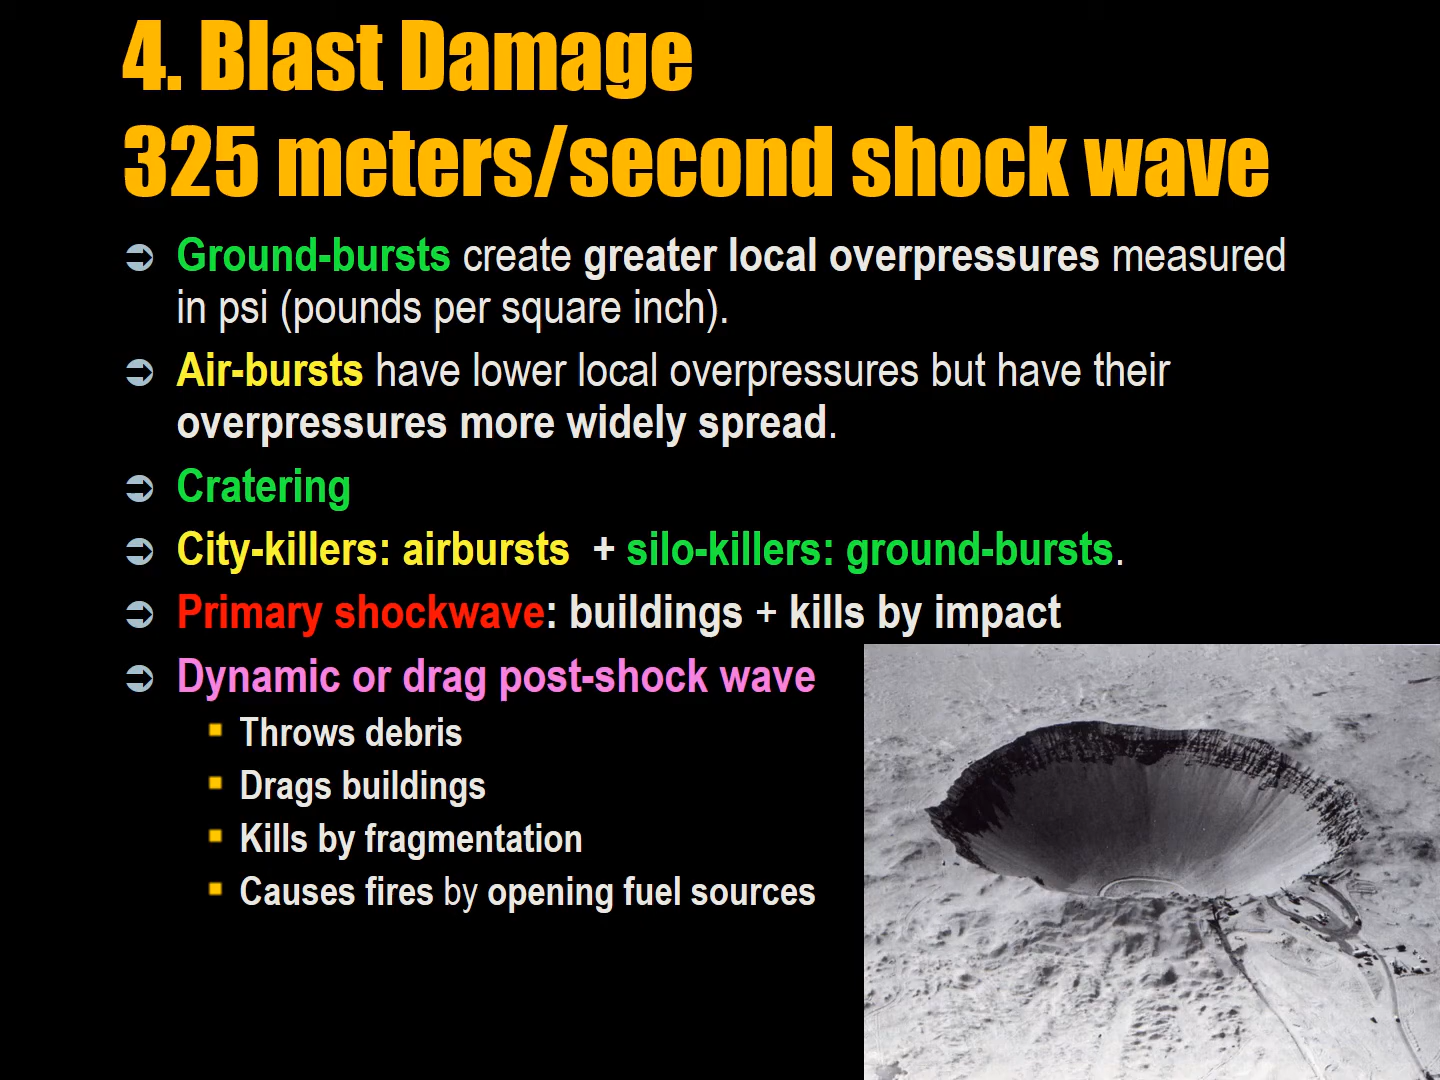 4. Blast Damage
325 meters/second shock wave
Ground-bursts create greater local overpressures measured
in psi (pounds per square inch).
Air-bursts have lower local overpressures but have their
overpressures more widely spread.
Cratering
City-killers: airbursts + silo-killers: ground-bursts.
Primary shockwave: buildings + kills by impact
Dynamic or drag post-shock wave
Throws debris
Drags buildings
Kills by fragmentation
Causes fires by opening fuel sources